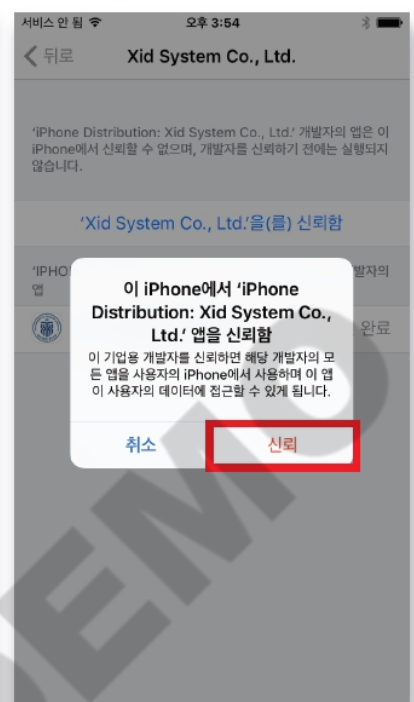 서비스 안 됨 오후 3:54
뒤로 Xid System Co., Ltd.
'iPhone Distribution: Xid System Co., Ltd.' 개발자의 앱은 이
iPhone에서 신뢰할 수 없으며, 개발자를 신뢰하기 전에는 실행되지
않습니다.
'Xid System Co., Ltd.'을(를) 신뢰함
'IPHO 발자의
앱
이 iPhone에서 'iPhone
Distribution: Xid System Co.,
Ltd.' 앱을 신뢰함
완료
이 기업용 개발자를 신뢰하면 해당 개발자의 모
든 앱을 사용자의 iPhone에서 사용하며 이 앱
이 사용자의 데이터에 접근할 수 있게 됩니다.
취소 신뢰
DEMO